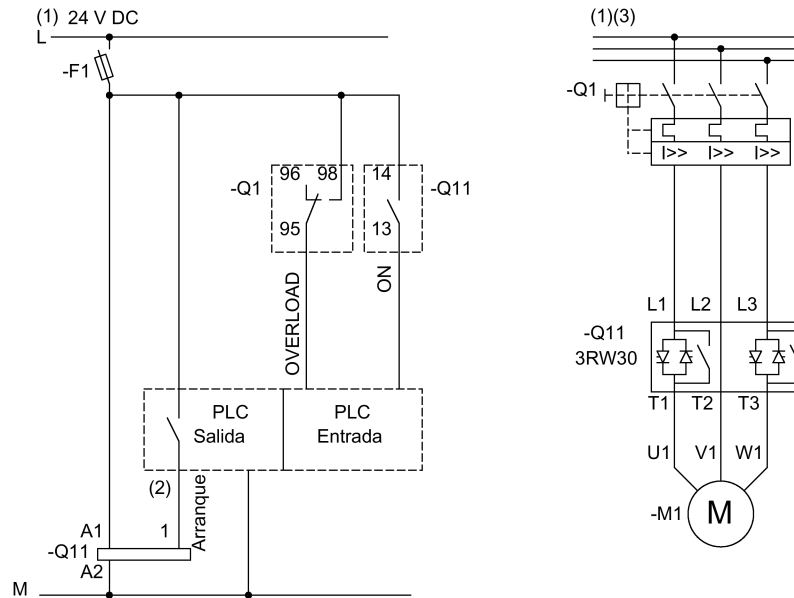 (1) 24 V DC
L
-F1
96 98
-Q1
95
14
-Q11
13
OVERLOAD
ON
PLC
Salida
PLC
Entrada
(2)
Arranque
A1
1
-Q11
A2
M
(1)(3)
-Q1
I>> I>> I>>
L1 L2 L3
-Q11
3RW30
T1 T2 T3
U1 V1 W1
-M1
M